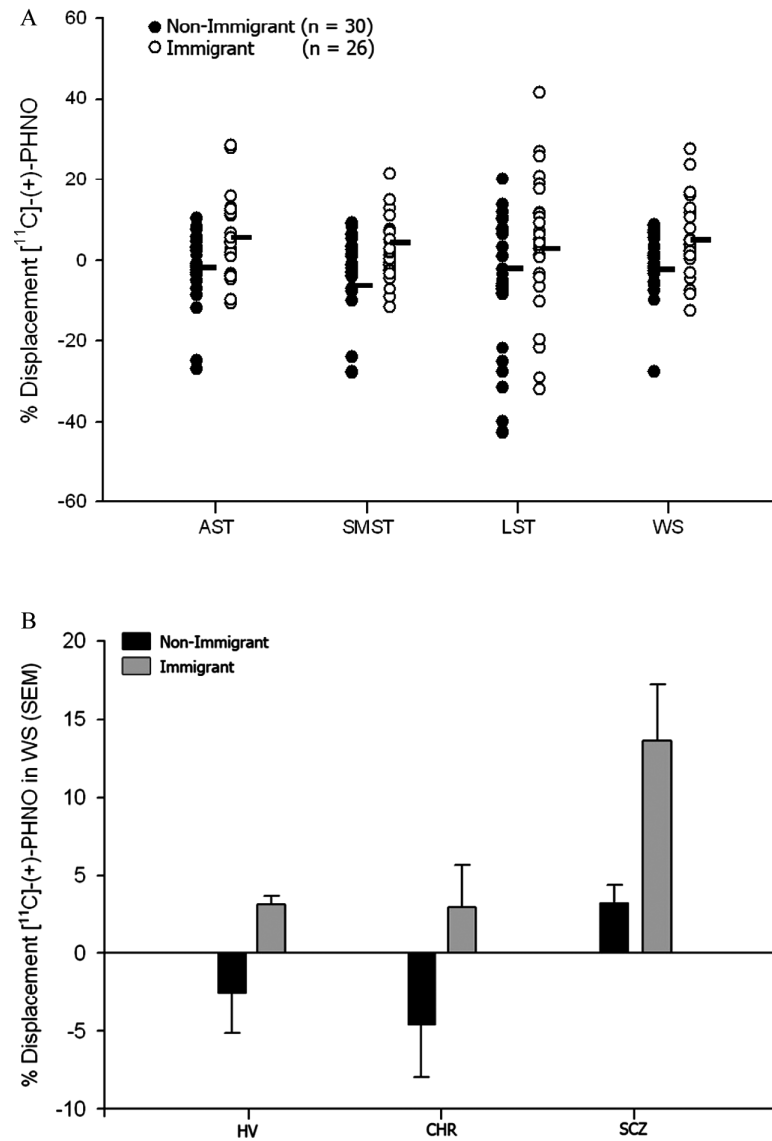 A
60
40
20
0
-20
-40
-60
% Displacement [¹¹C]-(+)-PHNO
Non-Immigrant (n = 30)
Immigrant (n = 26)
AST SMST LST WS
B
20
15
10
5
0
-5
-10
% Displacement [¹¹C]-(+)-PHNO in WS (SEM)
Non-Immigrant
Immigrant
HV CHR SCZ